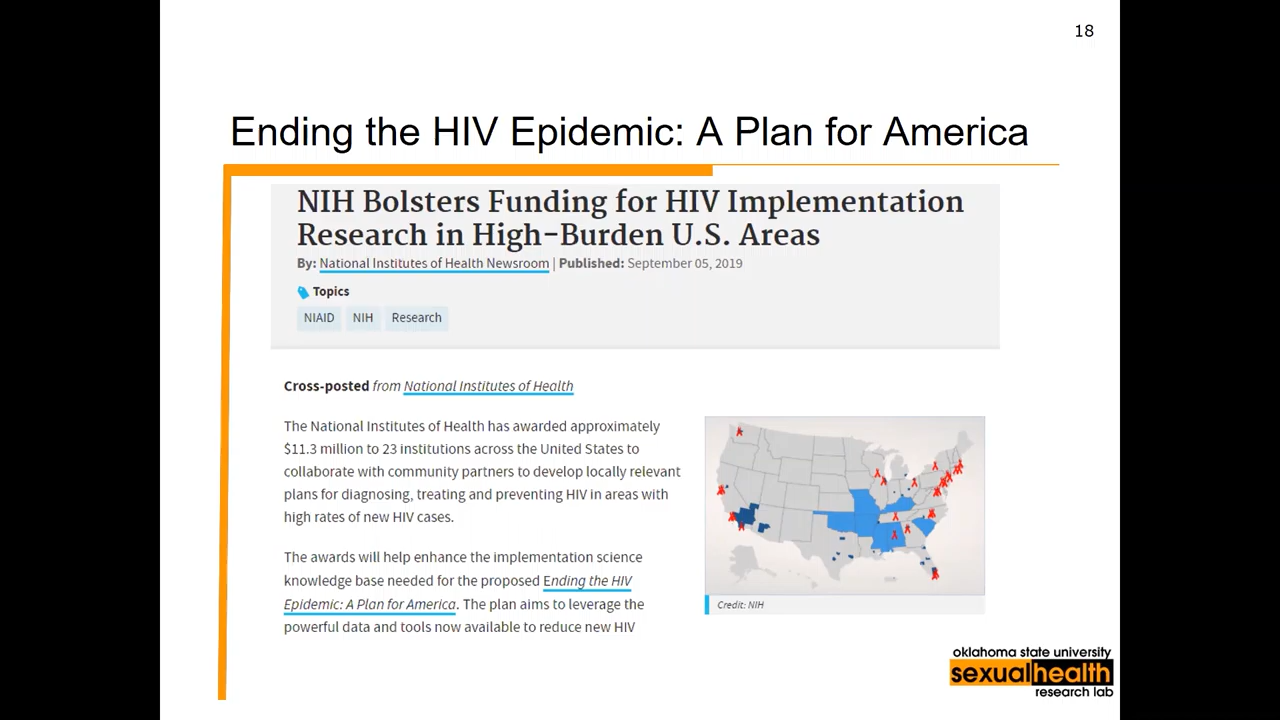 18
Ending the HIV Epidemic: A Plan for America
NIH Bolsters Funding for HIV Implementation
Research in High-Burden U.S. Areas
By: National Institutes of Health Newsroom | Published: September 05, 2019
Topics
NIAID NIH Research
Cross-posted from National Institutes of Health
The National Institutes of Health has awarded approximately
$11.3 million to 23 institutions across the United States to
collaborate with community partners to develop locally relevant
plans for diagnosing, treating and preventing HIV in areas with
high rates of new HIV cases.
The awards will help enhance the implementation science
knowledge base needed for the proposed Ending the HIV
Epidemic: A Plan for America. The plan aims to leverage the
powerful data and tools now available to reduce new HIV
Credit: NIH
oklahoma state university
sexualhealth
research lab